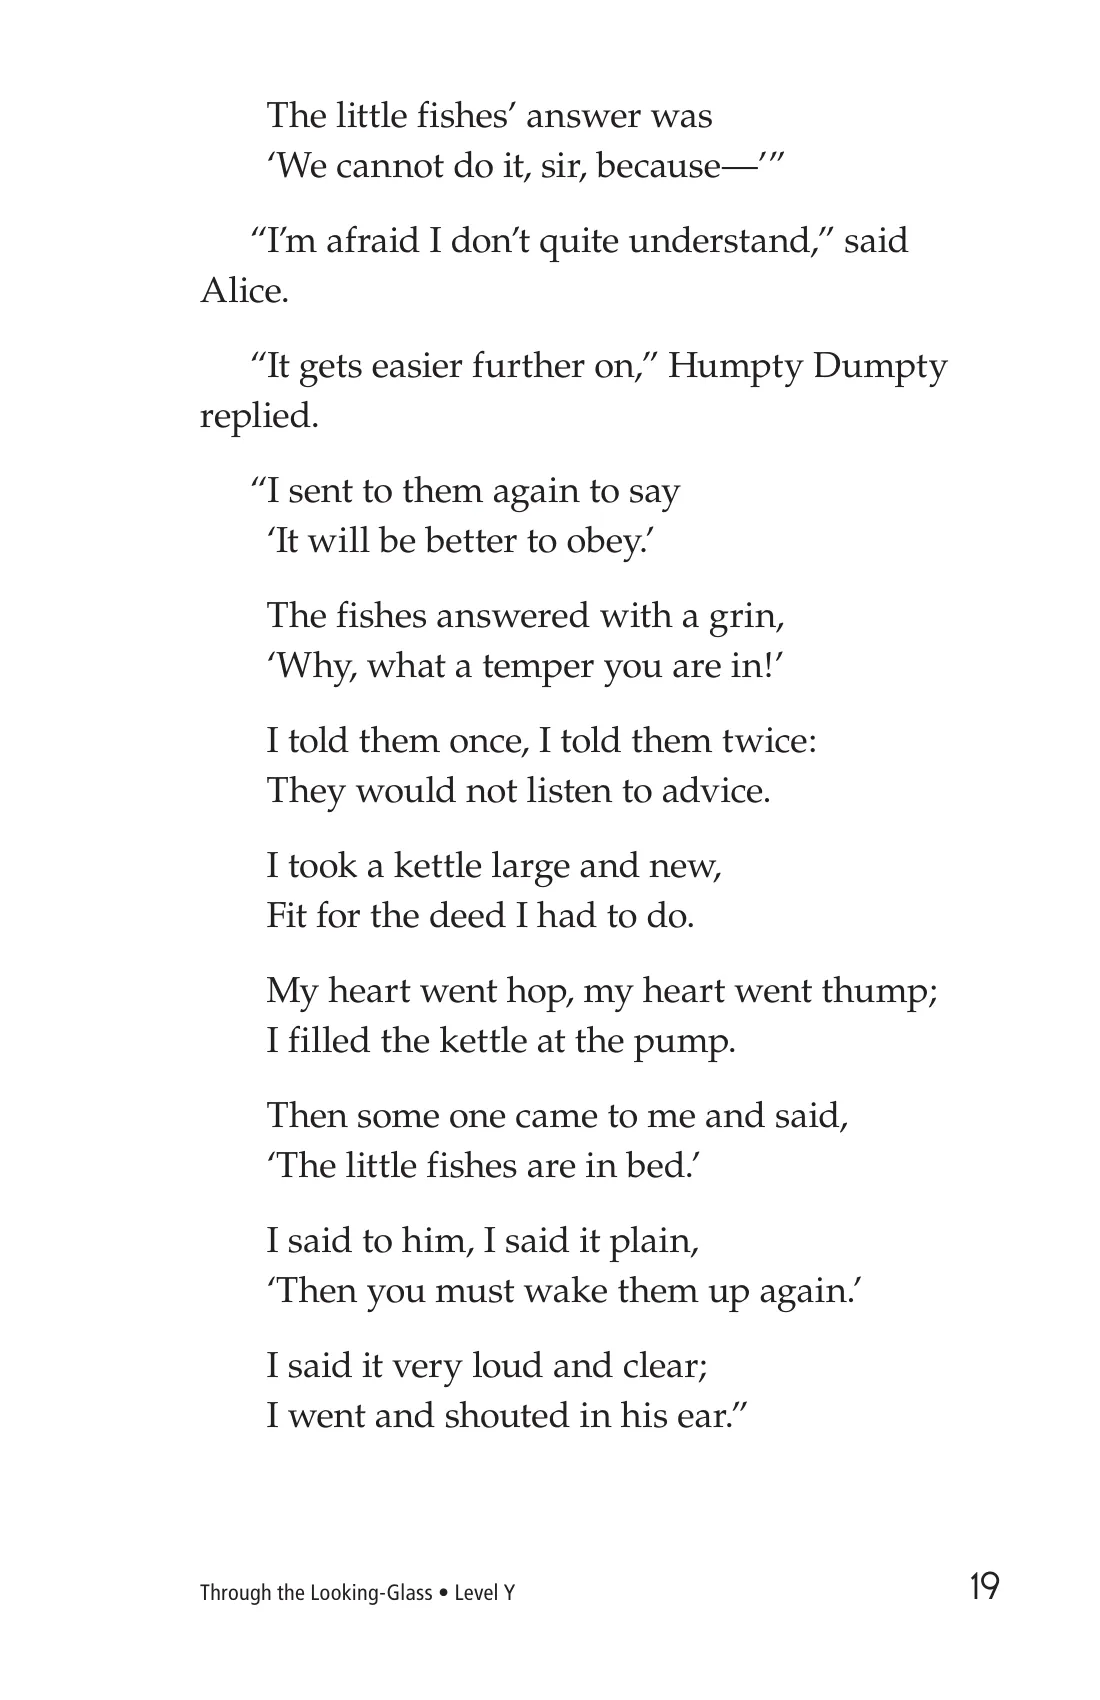 The little fishes’ answer was
‘We cannot do it, sir, because—’”
“I’m afraid I don’t quite understand,” said
Alice.
“It gets easier further on,” Humpty Dumpty
replied.
“I sent to them again to say
‘It will be better to obey.’
The fishes answered with a grin,
‘Why, what a temper you are in!’
I told them once, I told them twice:
They would not listen to advice.
I took a kettle large and new,
Fit for the deed I had to do.
My heart went hop, my heart went thump;
I filled the kettle at the pump.
Then some one came to me and said,
‘The little fishes are in bed.’
I said to him, I said it plain,
‘Then you must wake them up again.’
I said it very loud and clear;
I went and shouted in his ear.”
Through the Looking-Glass • Level Y
19